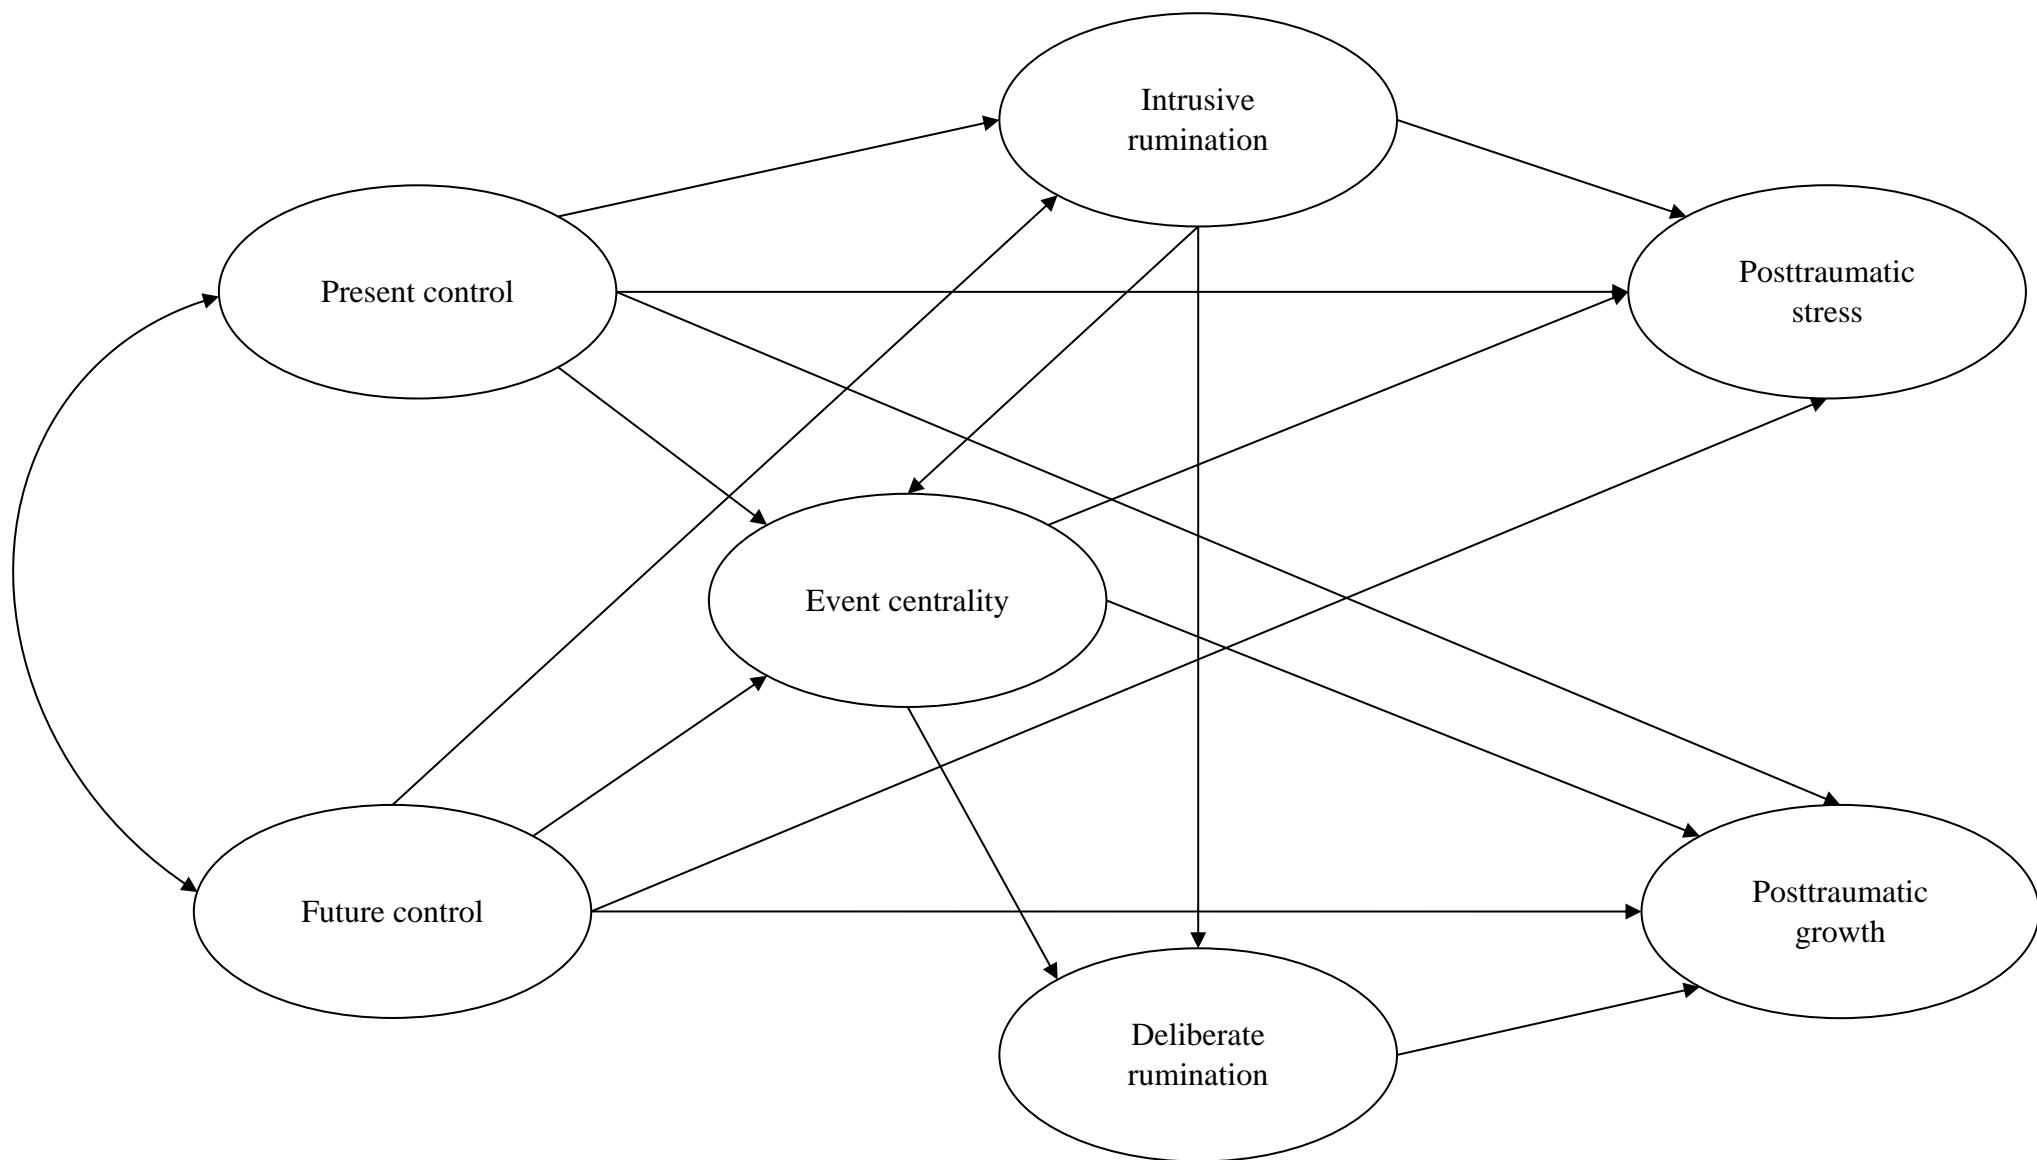 Intrusive
rumination
Present control
Posttraumatic
stress
Event centrality
Future control
Posttraumatic
growth
Deliberate
rumination